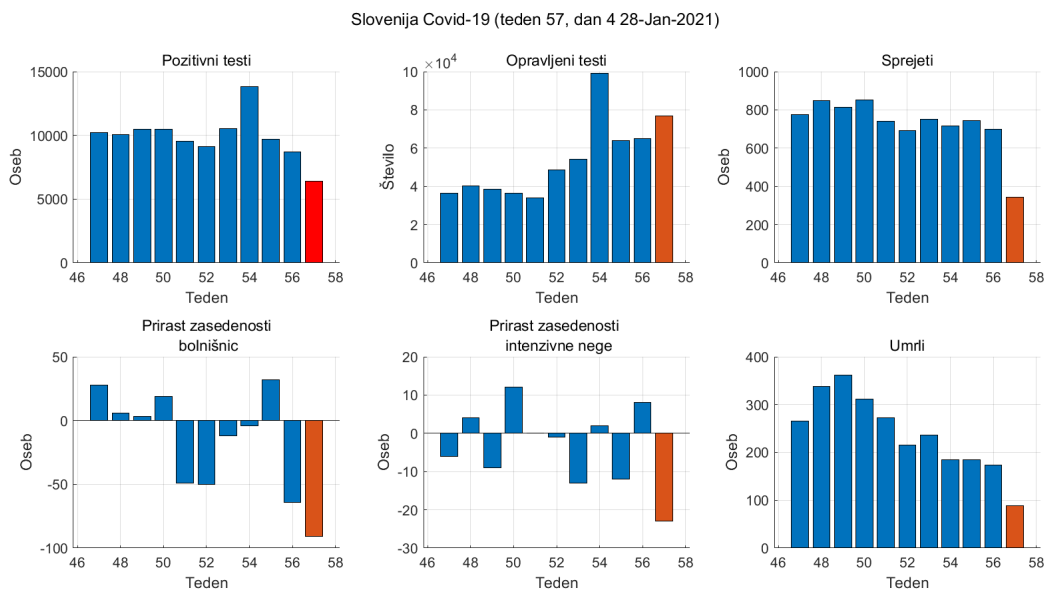 Slovenija Covid-19 (teden 57, dan 4 28-Jan-2021)
Pozitivni testi
15000
10000
5000
0
Oseb
46 48 50 52 54 56 58
Teden
Opravljeni testi
×10^4
10
8
6
4
2
0
Število
46 48 50 52 54 56 58
Teden
Sprejeti
1000
800
600
400
200
0
Oseb
46 48 50 52 54 56 58
Teden
Prirast zasedenosti
bolnišnic
50
0
-50
-100
Oseb
46 48 50 52 54 56 58
Teden
Prirast zasedenosti
intenzivne nege
20
10
0
-10
-20
-30
Oseb
46 48 50 52 54 56 58
Teden
Umrli
400
300
200
100
0
Oseb
46 48 50 52 54 56 58
Teden